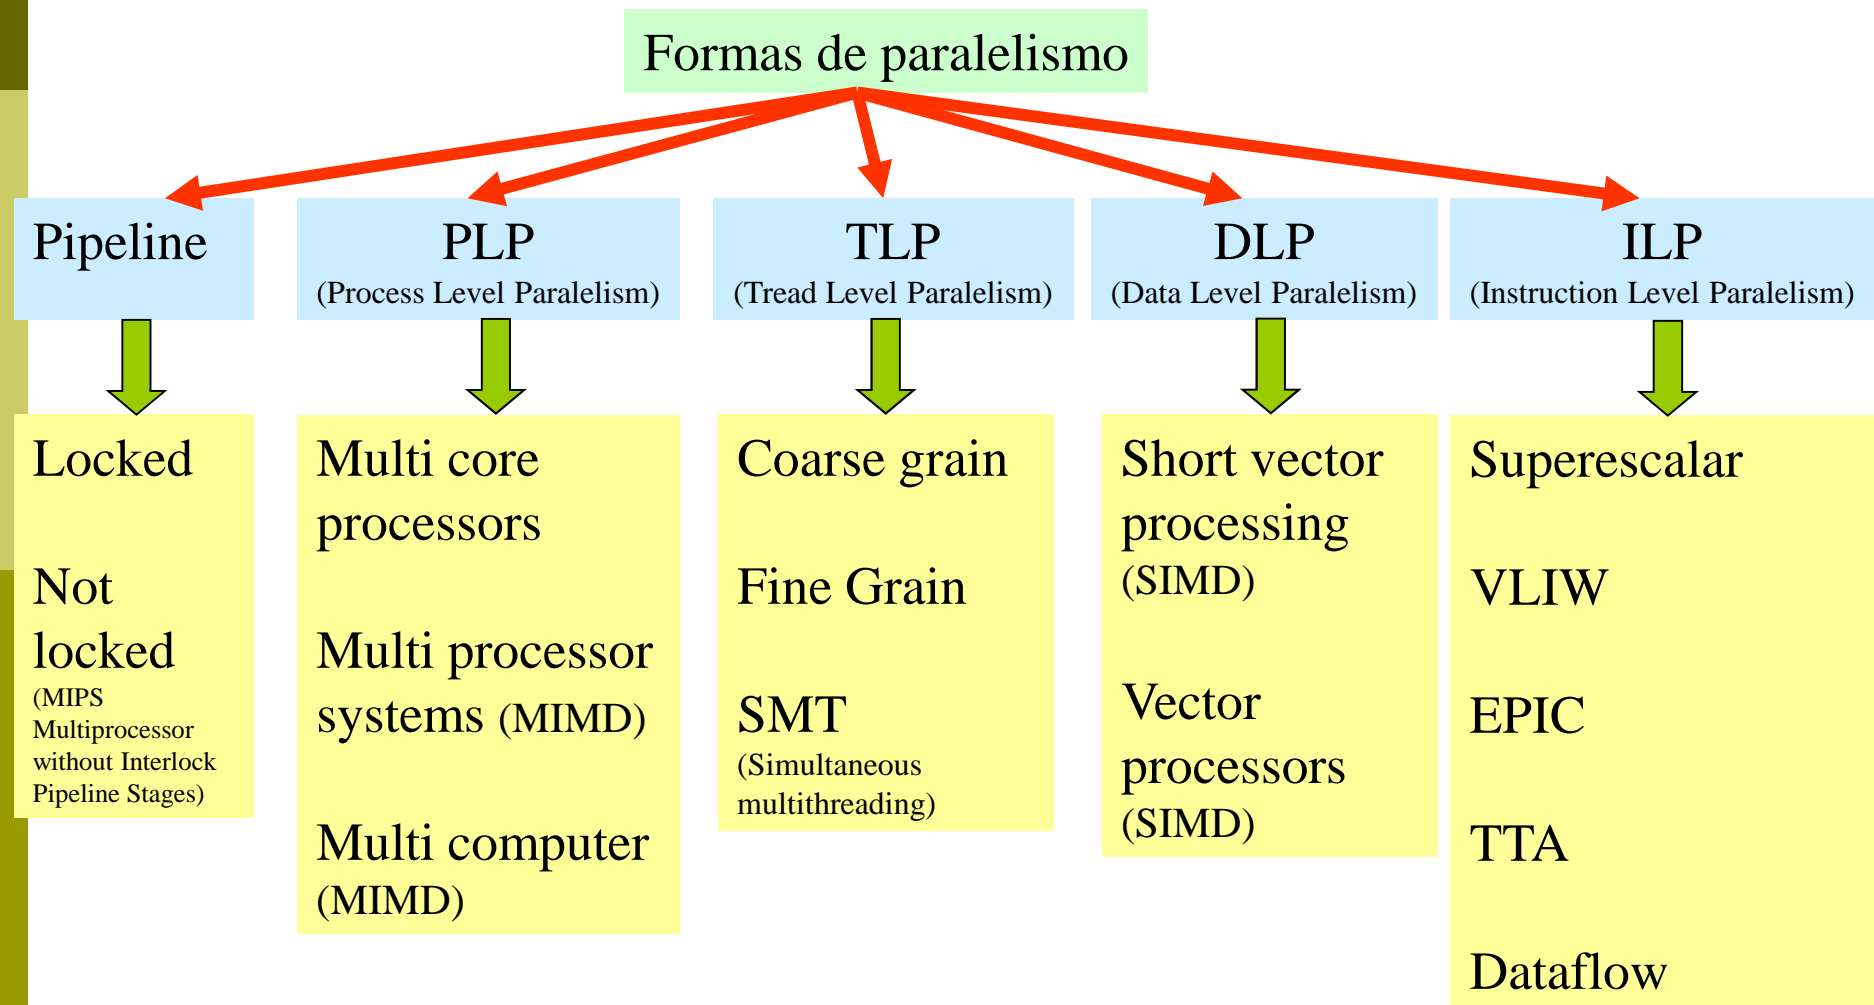 Formas de paralelismo
Pipeline
PLP
(Process Level Paralelism)
TLP
(Tread Level Paralelism)
DLP
(Data Level Paralelism)
ILP
(Instruction Level Paralelism)
Locked
Not
locked
(MIPS
Multiprocessor
without Interlock
Pipeline Stages)
Multi core
processors
Multi processor
systems (MIMD)
Multi computer
(MIMD)
Coarse grain
Fine Grain
SMT
(Simultaneous
multithreading)
Short vector
processing
(SIMD)
Vector
processors
(SIMD)
Superescalar
VLIW
EPIC
TTA
Dataflow